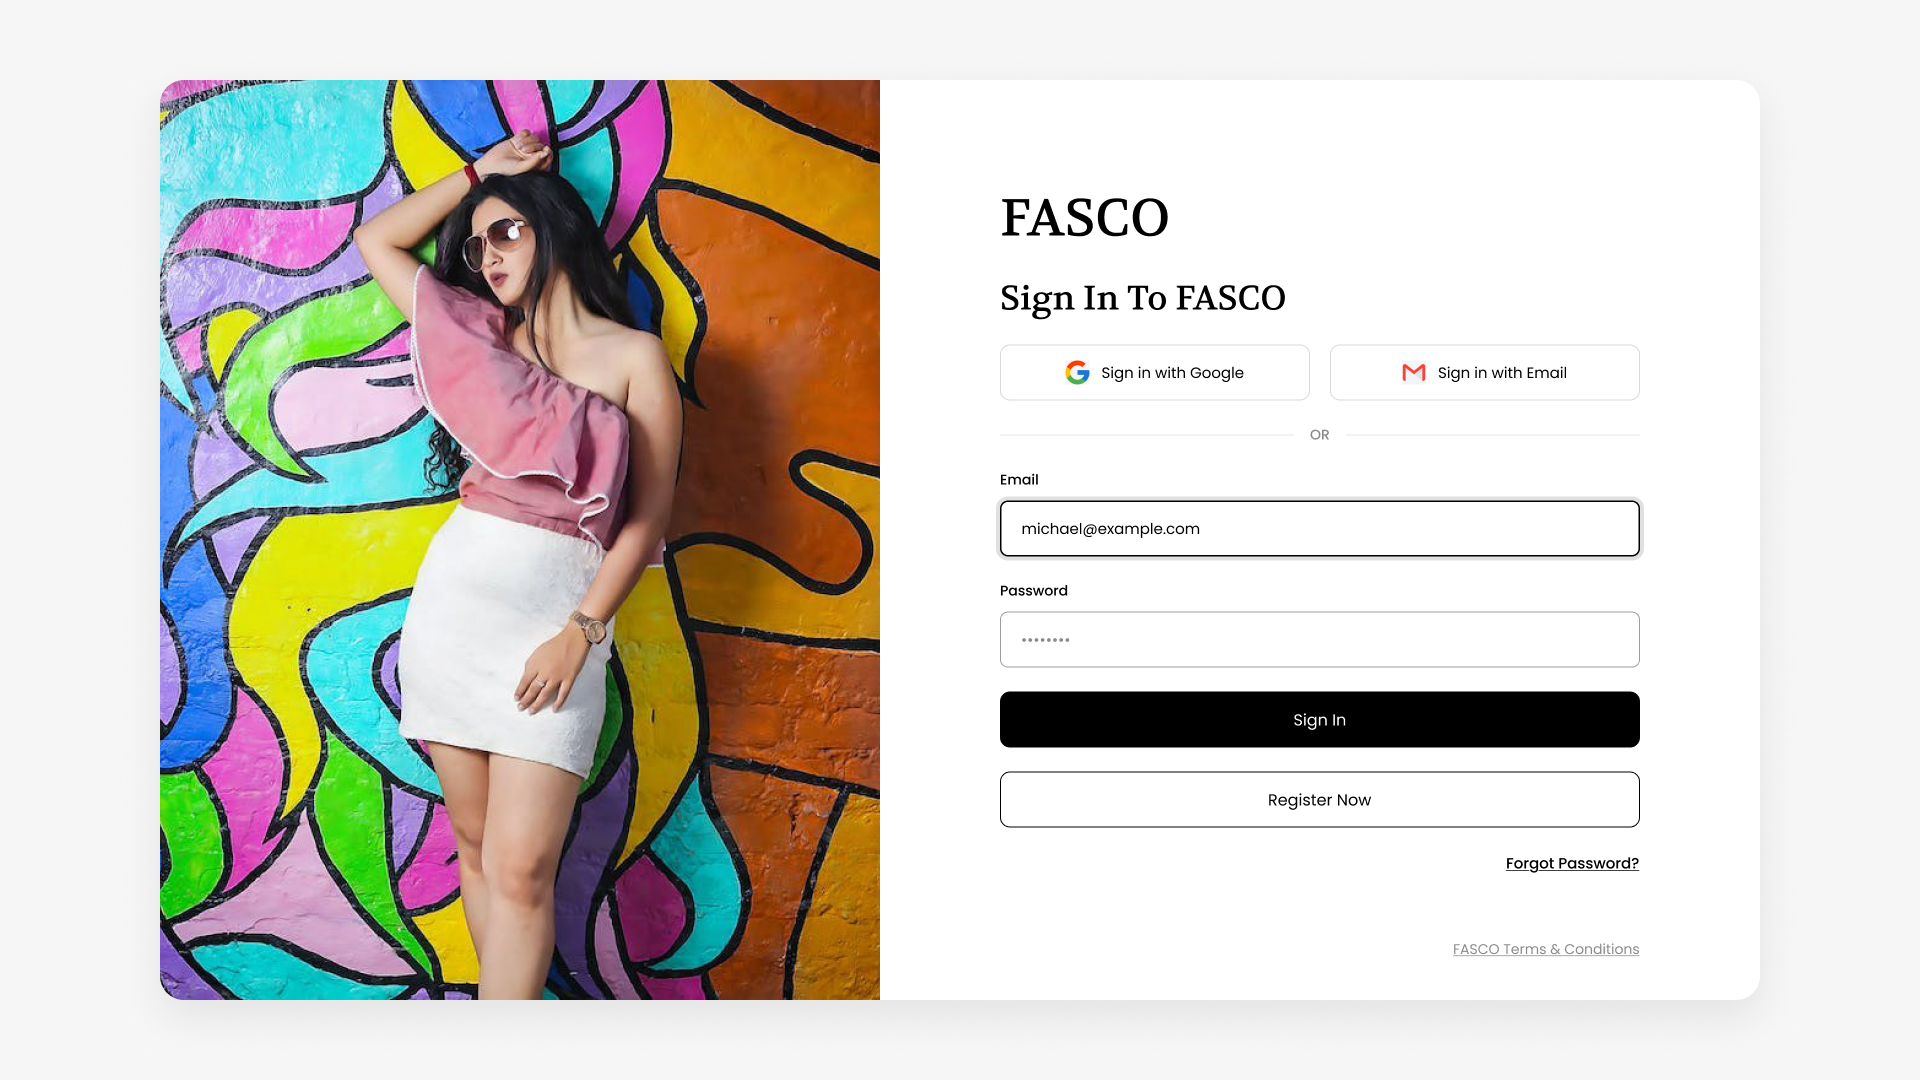 FASCO
Sign In To FASCO
Sign in with Google
Sign in with Email
OR
Email
michael@example.com
Password
••••••••
Sign In
Register Now
Forgot Password?
FASCO Terms & Conditions